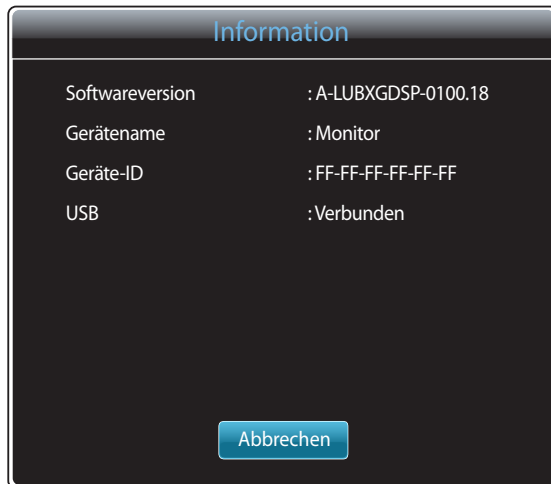 Information
Softwareversion : A-LUBXGDSP-0100.18
Gerätename : Monitor
Geräte-ID : FF-FF-FF-FF-FF-FF
USB : Verbunden
Abbrechen